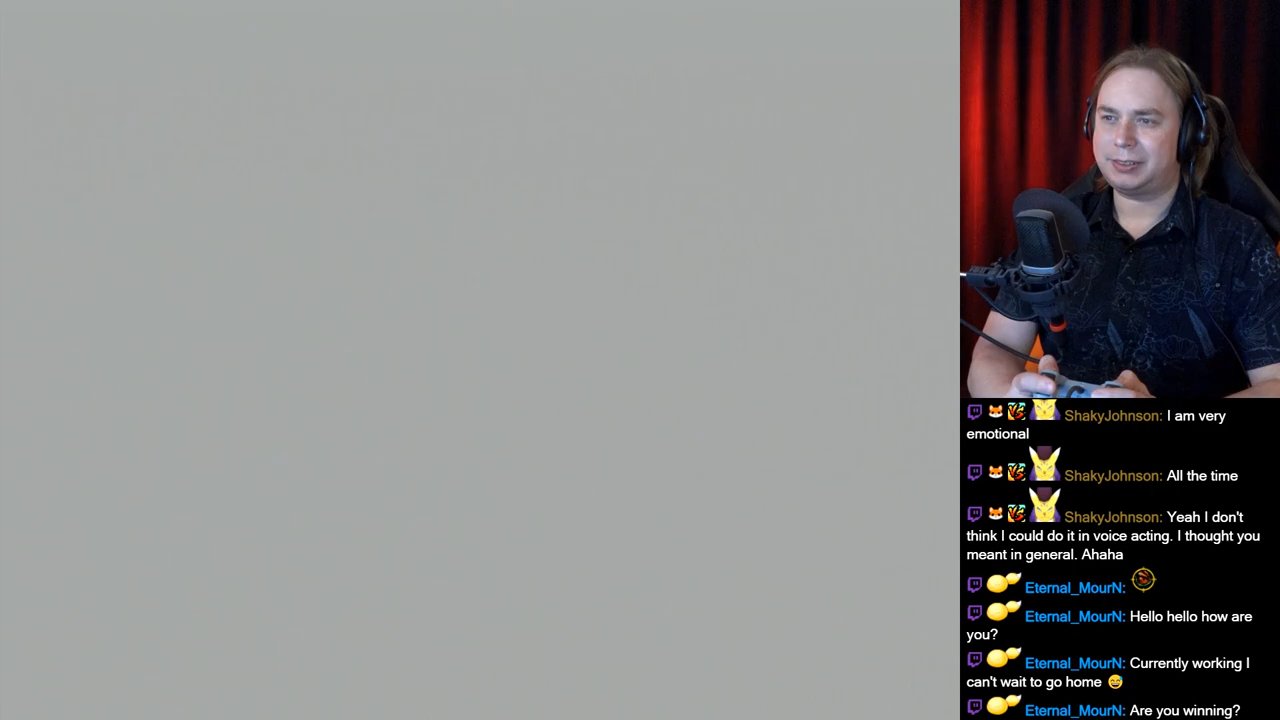 ShakyJohnson: I am very
emotional
ShakyJohnson: All the time
ShakyJohnson: Yeah I don't
think I could do it in voice acting. I thought you
meant in general. Ahaha
Eternal_MourN:
Eternal_MourN: Hello hello how are
you?
Eternal_MourN: Currently working I
can't wait to go home 😅
Eternal_MourN: Are you winning?